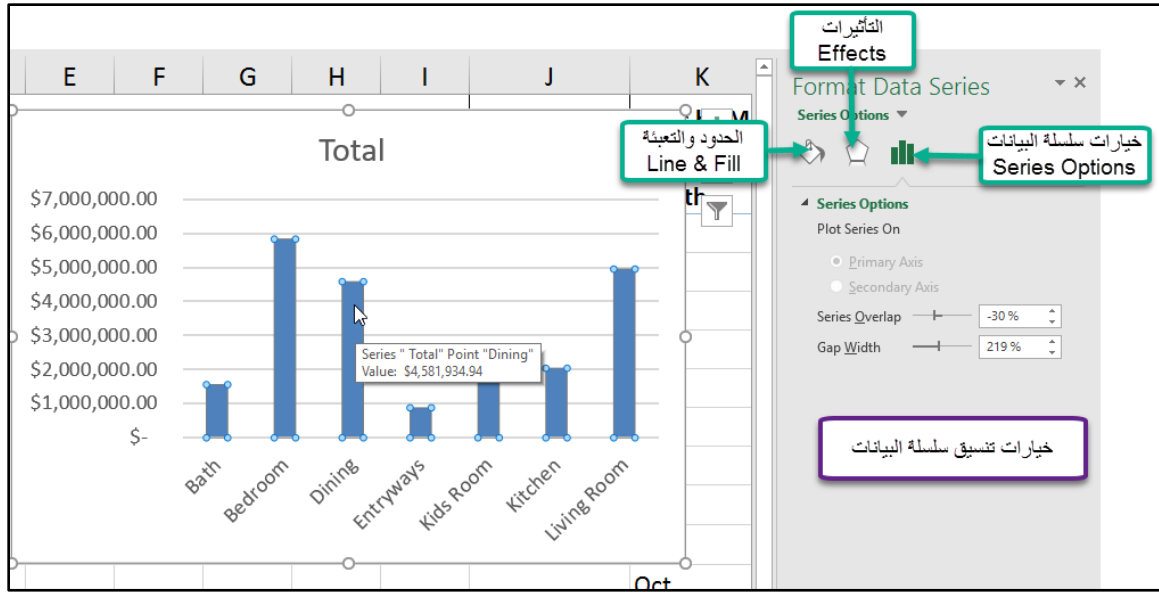 التأثيرات
Effects
E F G H I J K
Format Data Series
Series Options
الحدود والتعبئة
Line & Fill
خيارات سلسلة البيانات
Series Options
Total
$7,000,000.00
$6,000,000.00
$5,000,000.00
$4,000,000.00
$3,000,000.00
$2,000,000.00
$1,000,000.00
$-
Series " Total" Point "Dining"
Value: $4,581,934.94
Bath
Bedroom
Dining
Entryways
Kids Room
Kitchen
Living Room
th
Oct
Series Options
Plot Series On
Primary Axis
Secondary Axis
Series Overlap -30 %
Gap Width 219 %
خيارات تنسيق سلسلة البيانات